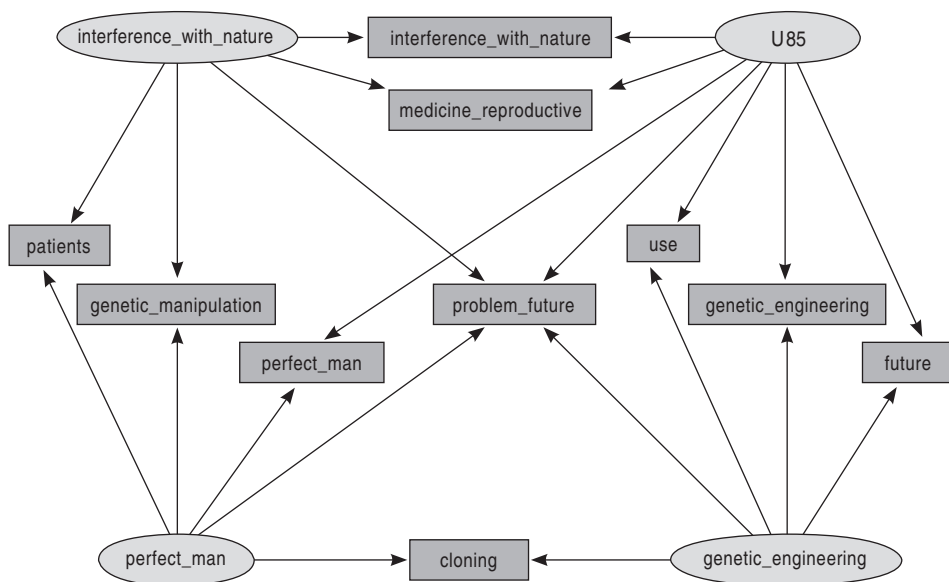 interference_with_nature
interference_with_nature
U85
medicine_reproductive
patients
use
genetic_manipulation
problem_future
genetic_engineering
perfect_man
future
perfect_man
cloning
genetic_engineering